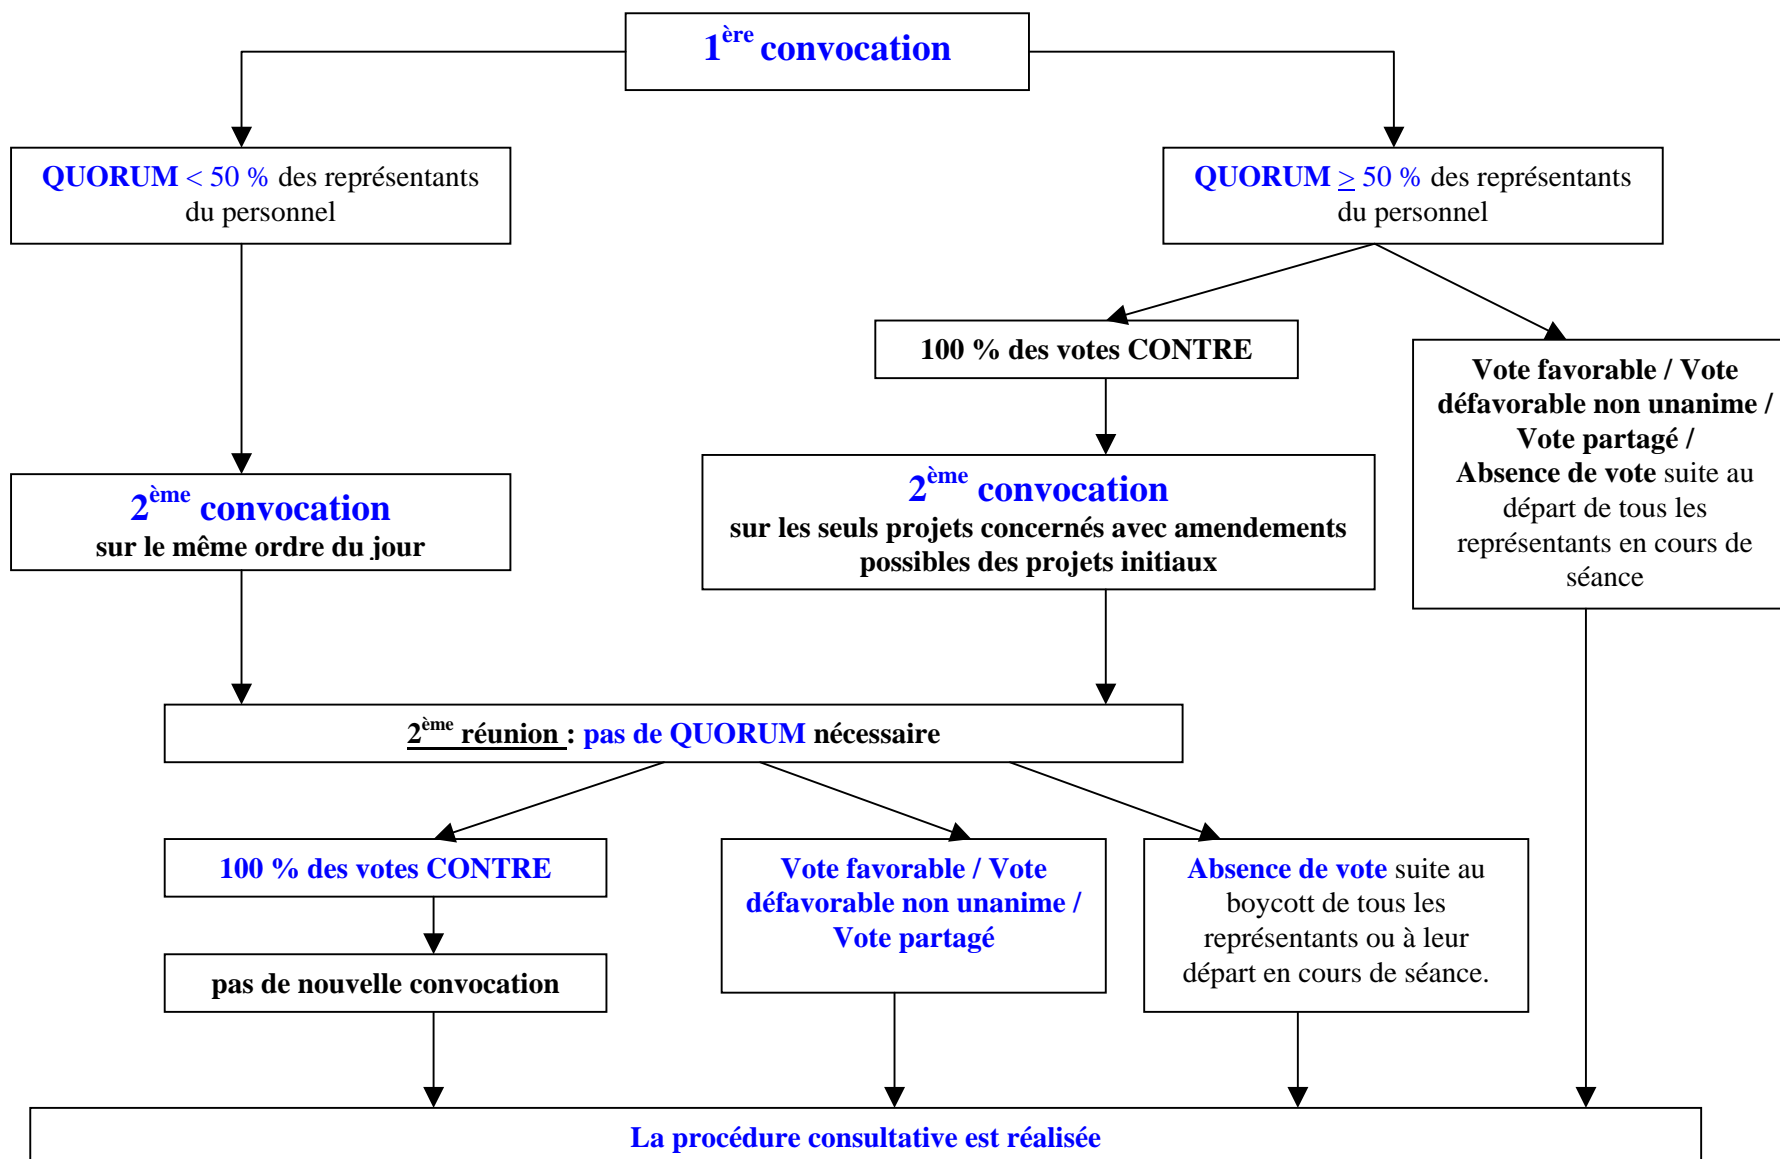 1ère convocation
QUORUM < 50 % des représentants
du personnel
QUORUM ≥ 50 % des représentants
du personnel
100 % des votes CONTRE
Vote favorable / Vote
défavorable non unanime /
Vote partagé /
Absence de vote suite au
départ de tous les
représentants en cours de
séance
2ème convocation
sur le même ordre du jour
2ème convocation
sur les seuls projets concernés avec amendements
possibles des projets initiaux
2ème réunion : pas de QUORUM nécessaire
100 % des votes CONTRE
Vote favorable / Vote
défavorable non unanime /
Vote partagé
Absence de vote suite au
boycott de tous les
représentants ou à leur
départ en cours de séance.
pas de nouvelle convocation
La procédure consultative est réalisée